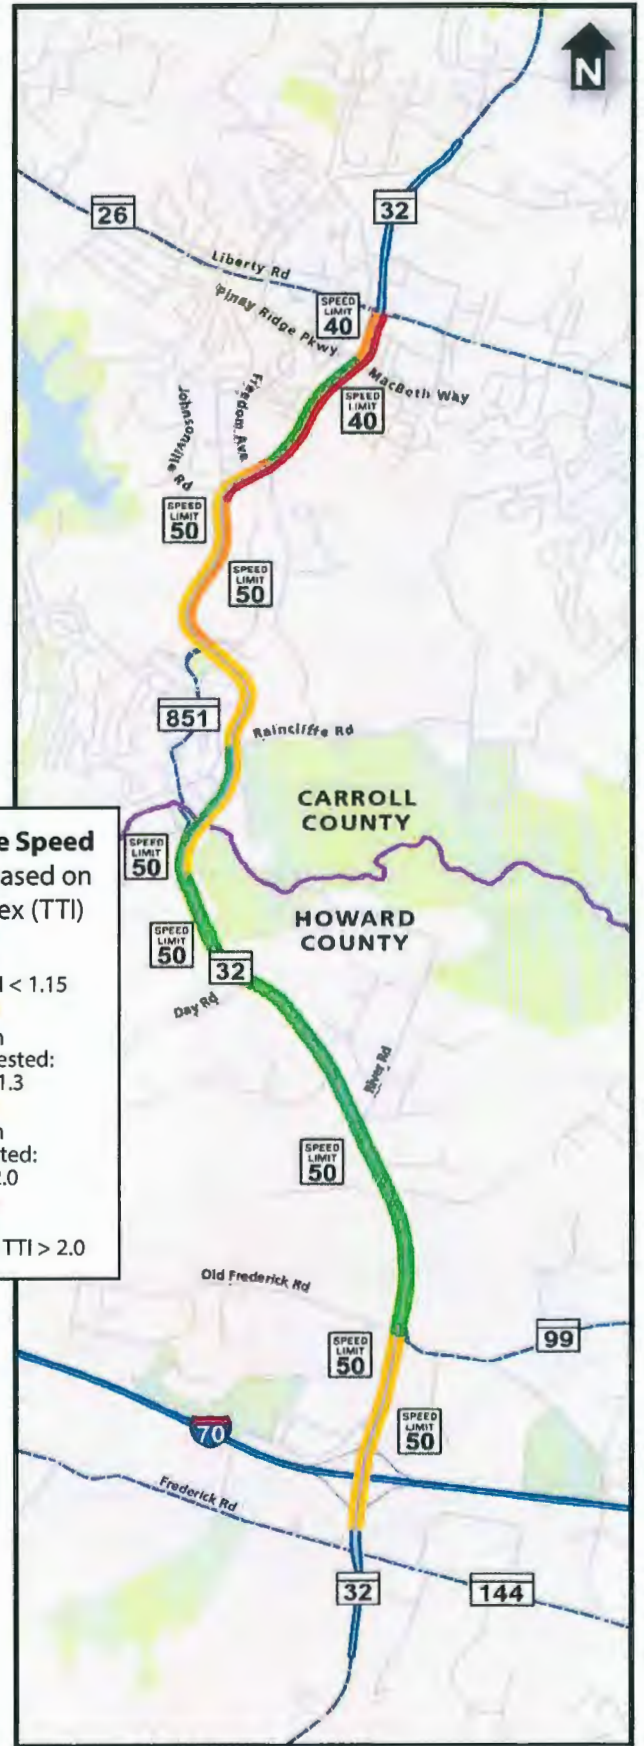 N
26
32
Liberty Rd
Piney Ridge Pkwy
SPEED
LIMIT
40
MacBeth Way
SPEED
LIMIT
40
Freedom Ave.
Johnsonville Rd
SPEED
LIMIT
50
SPEED
LIMIT
50
851
Raincliffe Rd
CARROLL
COUNTY
e Speed
ased on
ex (TTI)
SPEED
LIMIT
50
HOWARD
COUNTY
SPEED
LIMIT
50
32
< 1.15
Day Rd
ested:
1.3
River Rd
ted:
2.0
SPEED
LIMIT
50
TTI > 2.0
Old Frederick Rd
99
SPEED
LIMIT
50
SPEED
LIMIT
50
70
Frederick Rd
32
144